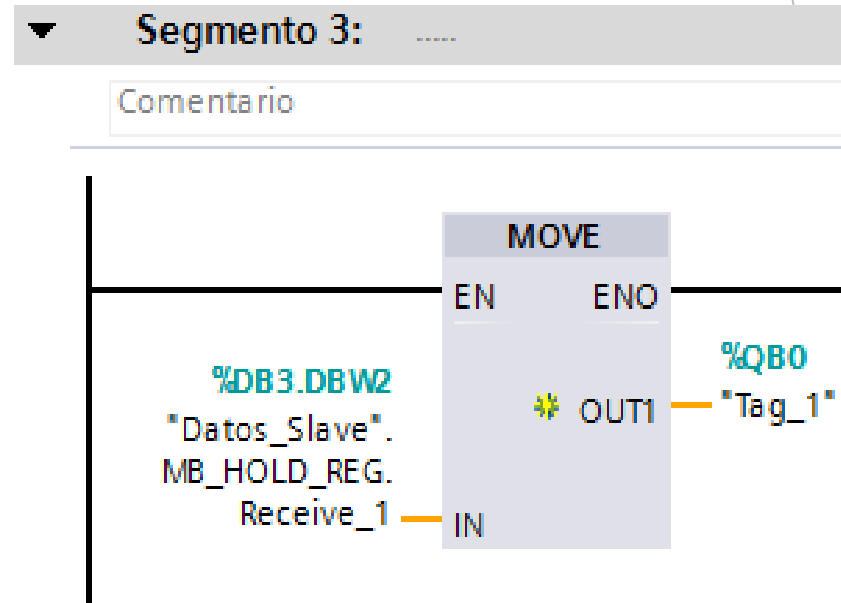 Segmento 3: .....
Comentario
MOVE
EN ENO
%DB3.DBW2
"Datos_Slave".
MB_HOLD_REG.
Receive_1
IN
%QB0
OUT1 "Tag_1"